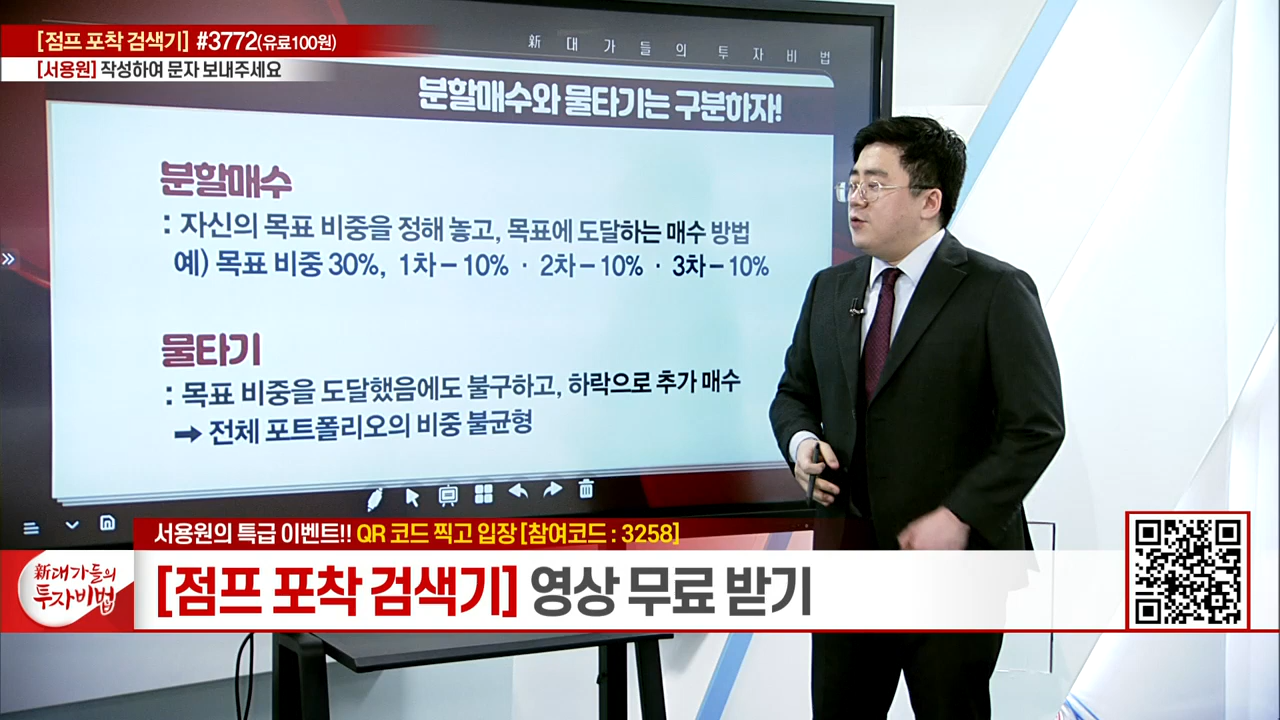 [점프 포착 검색기] #3772(유료100원)
[서용원] 작성하여 문자 보내주세요
新 대 가 들 의 투 자 비 법
분할매수와 물타기는 구분하자!
분할매수
: 자신의 목표 비중을 정해 놓고, 목표에 도달하는 매수 방법
예) 목표 비중 30%, 1차 – 10% · 2차 – 10% · 3차 – 10%
물타기
: 목표 비중을 도달했음에도 불구하고, 하락으로 추가 매수
➡ 전체 포트폴리오의 비중 불균형
서용원의 특급 이벤트!! QR 코드 찍고 입장 [참여코드 : 3258]
新대가들의
투자비법
[점프 포착 검색기] 영상 무료 받기